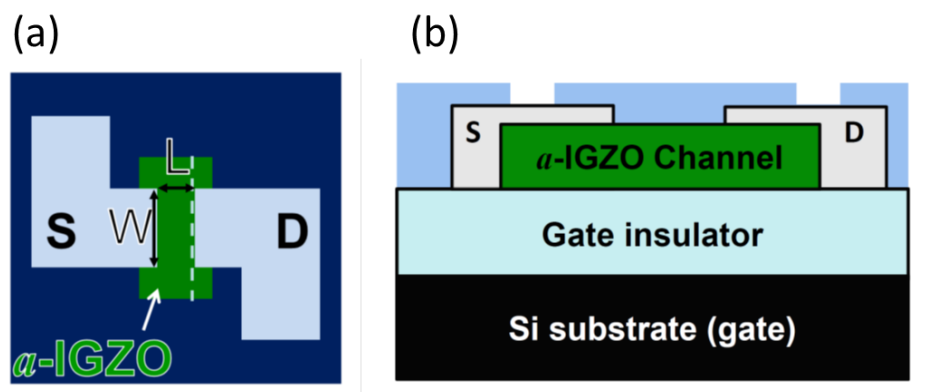 (a)
(b)
L
S
W
D
a-IGZO
S
D
a-IGZO Channel
Gate insulator
Si substrate (gate)